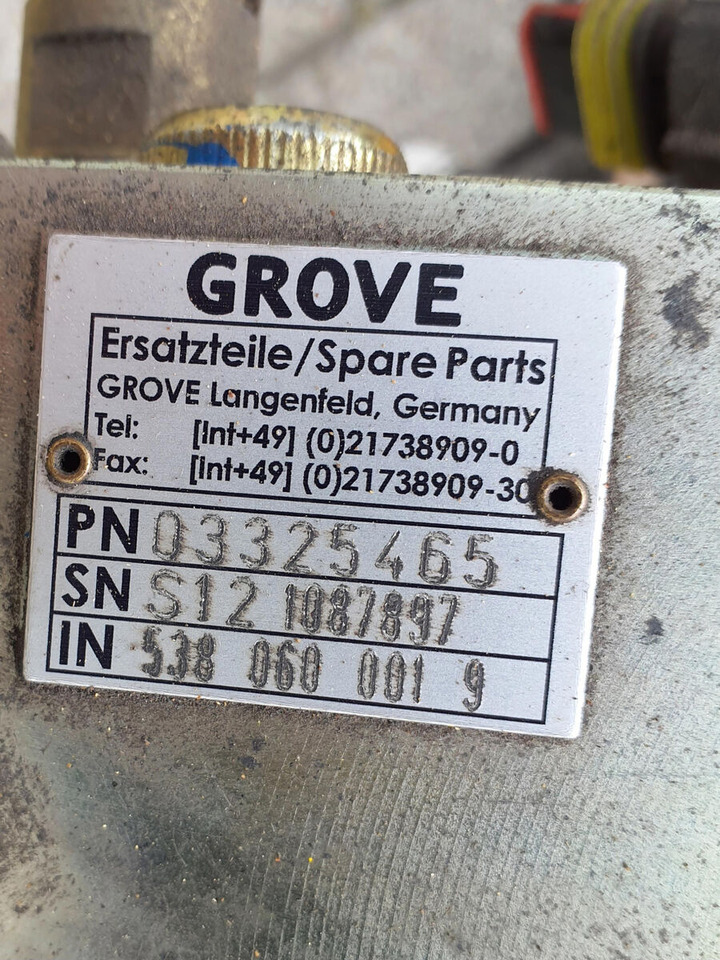 GROVE
Ersatzteile/Spare Parts
GROVE Langenfeld, Germany
Tel: [Int+49] (0)21738909-0
Fax: [Int+49] (0)21738909-30
PN 03325465
SN S12 1087897
IN 538 060 001 9